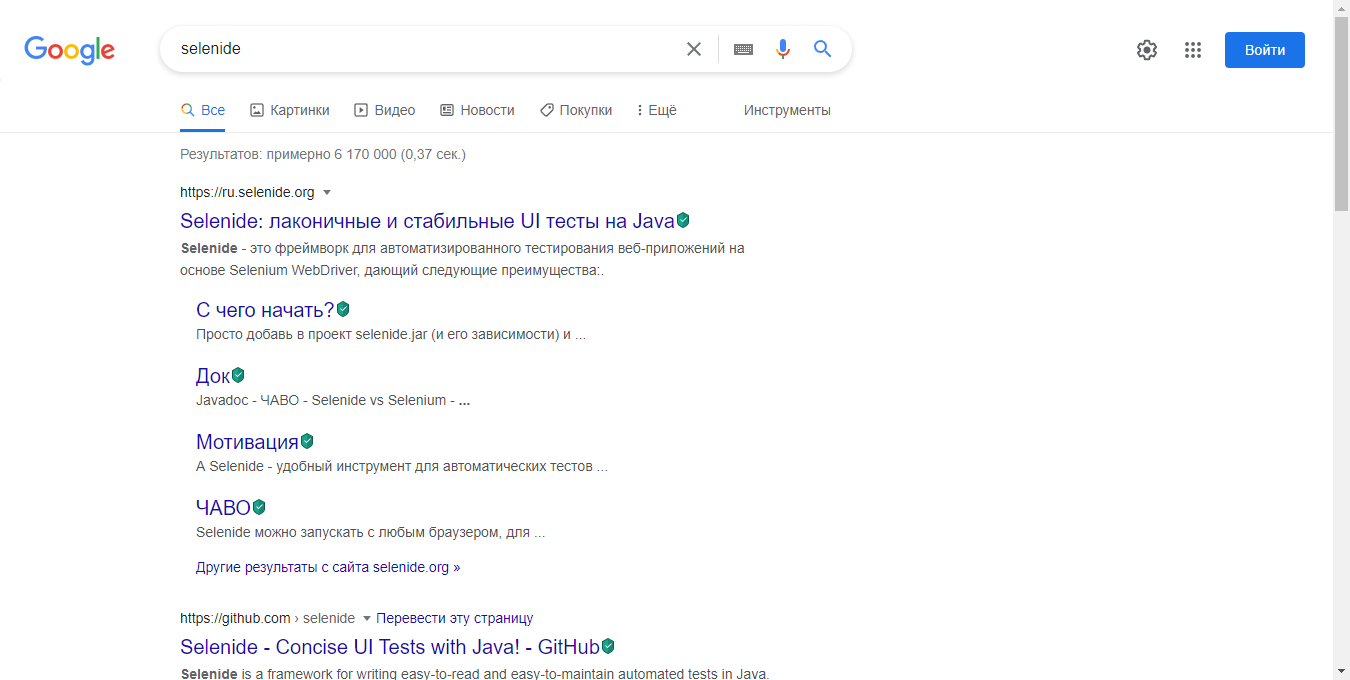 Google
selenide
Войти
Все Картинки Видео Новости Покупки Ещё Инструменты
Результатов: примерно 6 170 000 (0,37 сек.)
https://ru.selenide.org
Selenide: лаконичные и стабильные UI тесты на Java
Selenide - это фреймворк для автоматизированного тестирования веб-приложений на
основе Selenium WebDriver, дающий следующие преимущества:.
С чего начать?
Просто добавь в проект selenide.jar (и его зависимости) и ...
Док
Javadoc - ЧАВО - Selenide vs Selenium - ...
Мотивация
А Selenide - удобный инструмент для автоматических тестов ...
ЧАВО
Selenide можно запускать с любым браузером, для ...
Другие результаты с сайта selenide.org »
https://github.com › selenide Перевести эту страницу
Selenide - Concise UI Tests with Java! - GitHub
Selenide is a framework for writing easy-to-read and easy-to-maintain automated tests in Java.